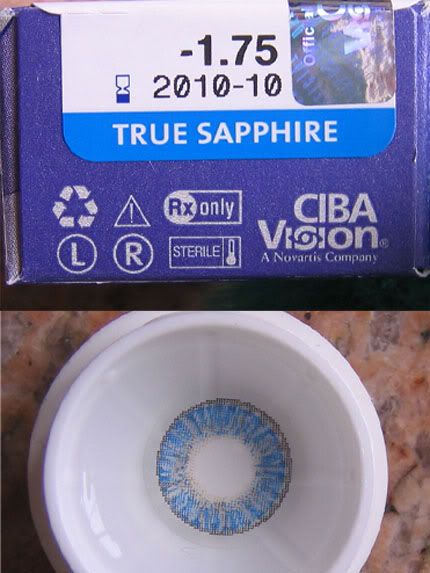 -1.75
2010-10
TRUE SAPPHIRE
Rx only
L R STERILE
CIBA
VISION®
A Novartis Company